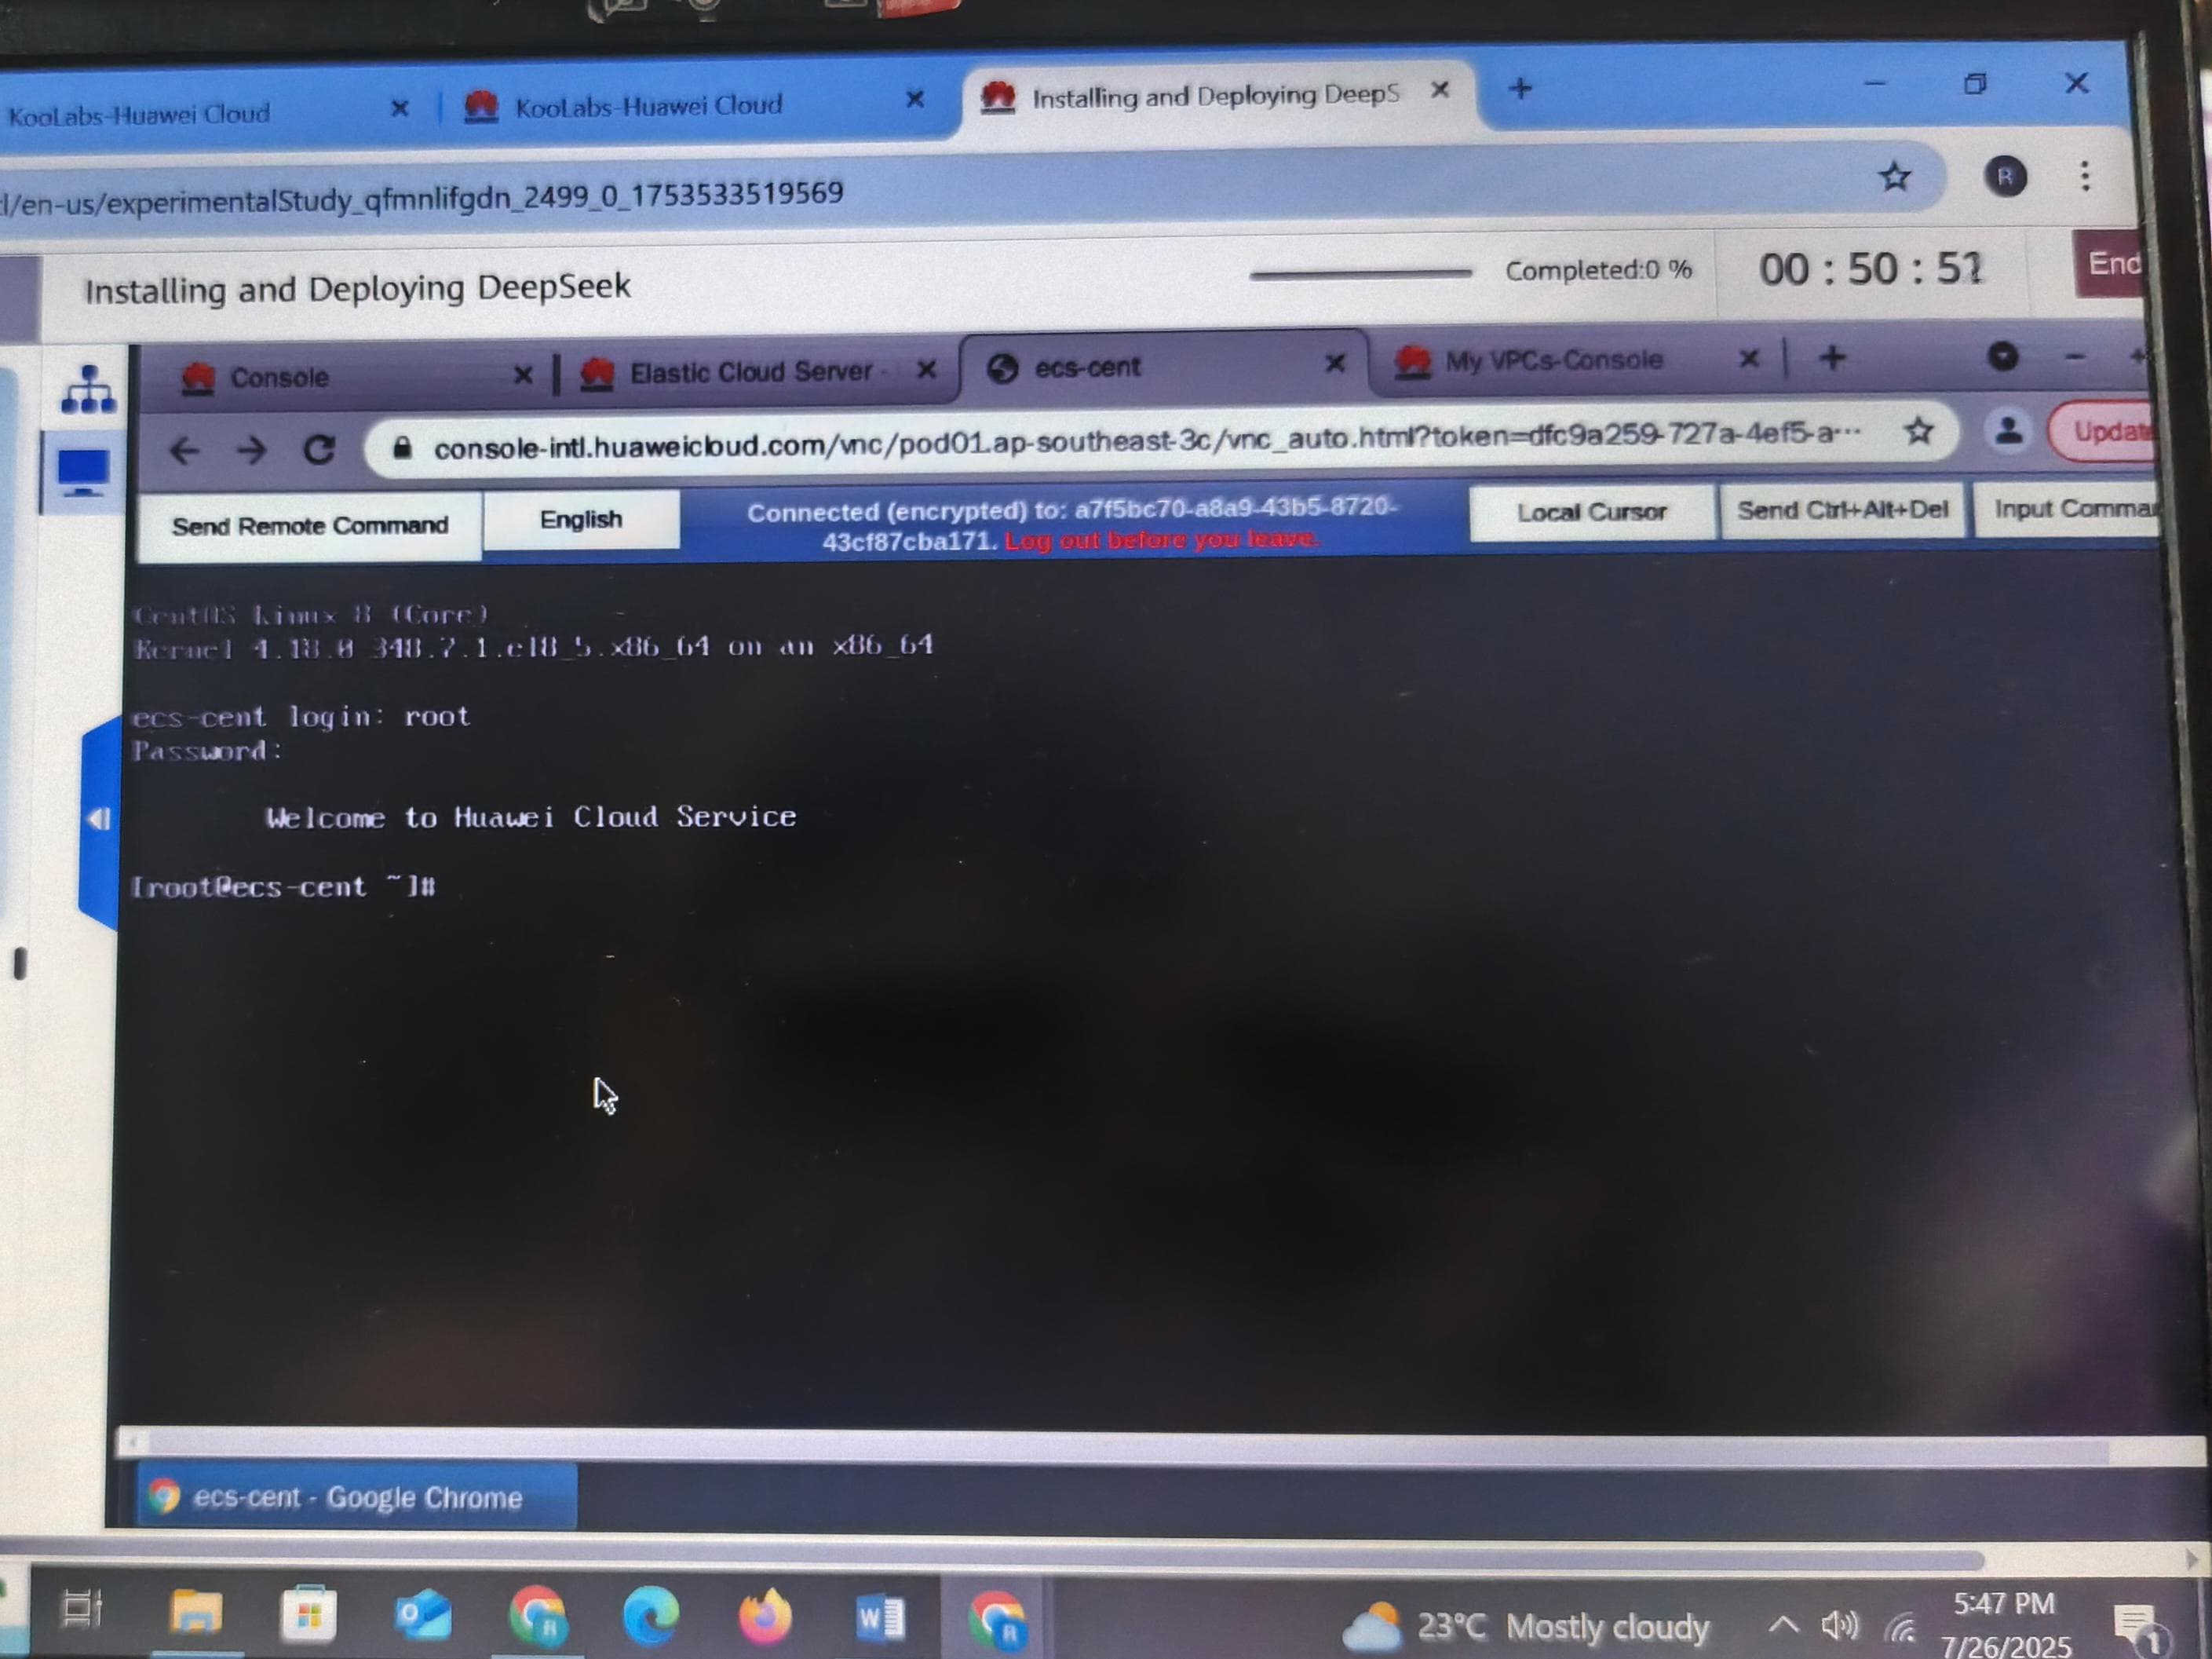 KooLabs-Huawei Cloud
KooLabs-Huawei Cloud
Installing and Deploying DeepS
l/en-us/experimentalStudy_qfmnlifgdn_2499_0_1753533519569
R
Installing and Deploying DeepSeek
Completed:0 %
00 : 50 : 51
End
Console
Elastic Cloud Server -
ecs-cent
My VPCs-Console
console-intl.huaweicloud.com/vnc/pod01.ap-southeast-3c/vnc_auto.html?token=dfc9a259-727a-4ef5-a···
Updat
Send Remote Command
English
Connected (encrypted) to: a7f5bc70-a8a9-43b5-8720-
43cf87cba171. Log out before you leave.
Local Cursor
Send Ctrl+Alt+Del
Input Comma
CentOS Linux 8 (Core)
Kernel 4.18.0-348.7.1.el8_5.x86_64 on an x86_64
ecs-cent login: root
Password:
Welcome to Huawei Cloud Service
[root@ecs-cent ~]#
ecs-cent - Google Chrome
23°C Mostly cloudy
5:47 PM
7/26/2025
1